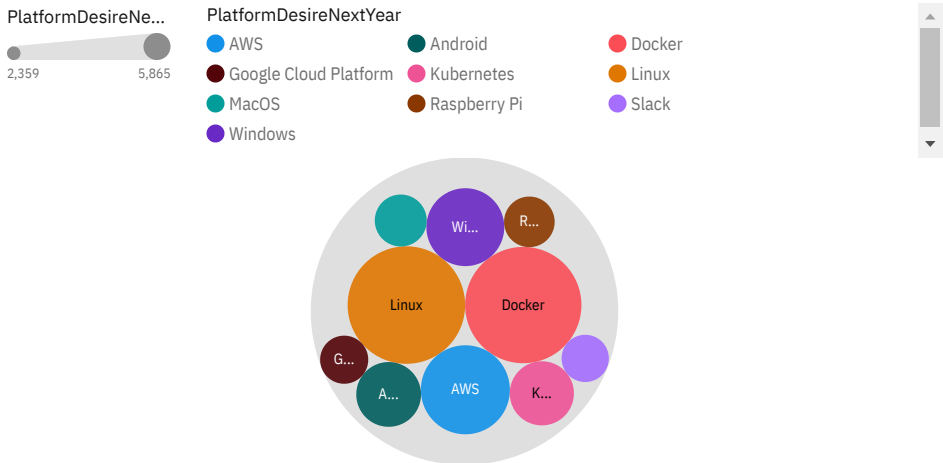 PlatformDesireNe...
2,359 5,865
PlatformDesireNextYear
AWS Android Docker
Google Cloud Platform Kubernetes Linux
MacOS Raspberry Pi Slack
Windows
Wi... R...
Linux Docker
G...
A... AWS K...